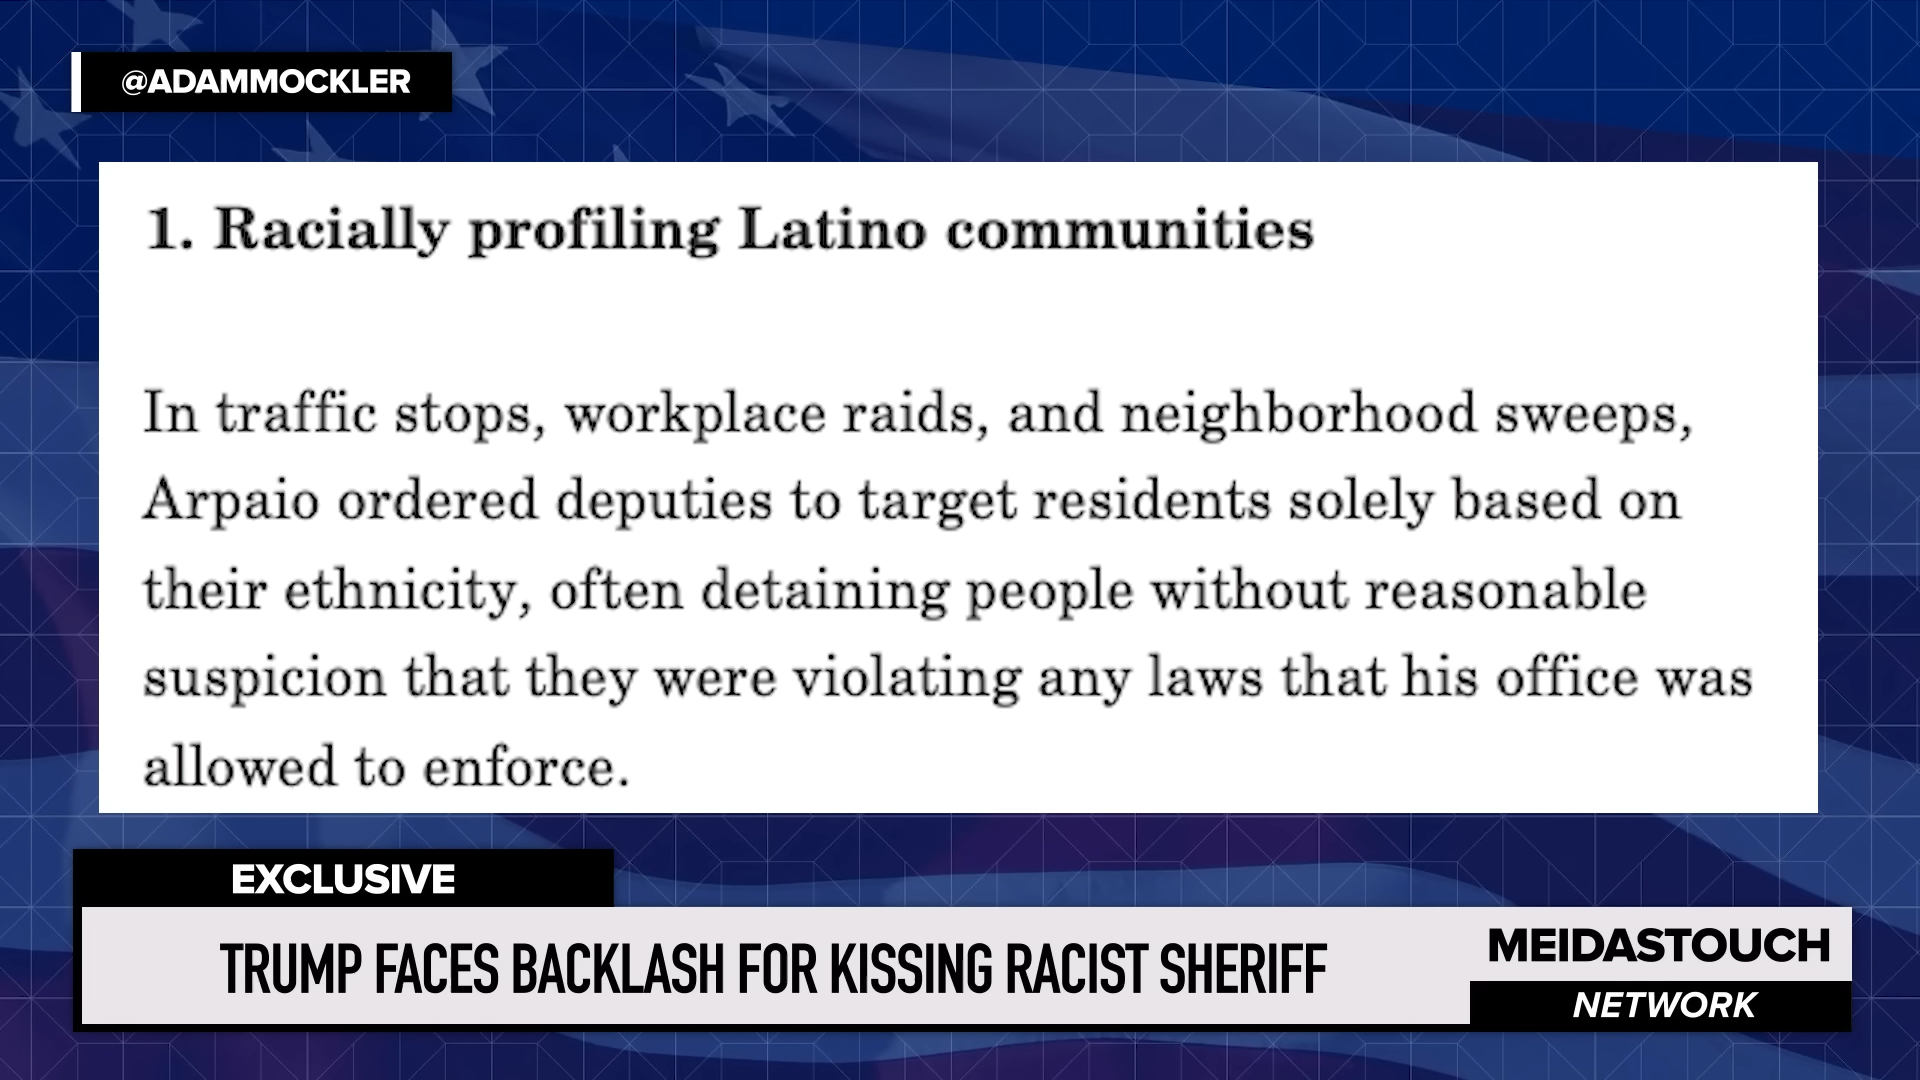 @ADAMMOCKLER
1. Racially profiling Latino communities
In traffic stops, workplace raids, and neighborhood sweeps,
Arpaio ordered deputies to target residents solely based on
their ethnicity, often detaining people without reasonable
suspicion that they were violating any laws that his office was
allowed to enforce.
EXCLUSIVE
TRUMP FACES BACKLASH FOR KISSING RACIST SHERIFF
MEIDASTOUCH
NETWORK